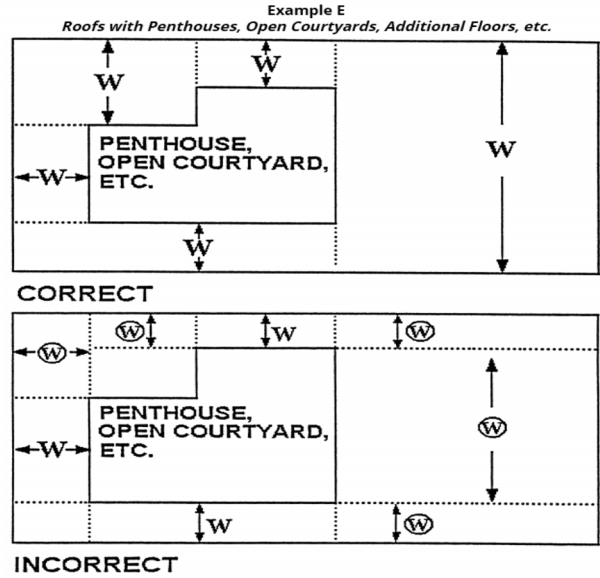 Example E
Roofs with Penthouses, Open Courtyards, Additional Floors, etc.
W
W
W
PENTHOUSE,
OPEN COURTYARD,
ETC.
W
W
CORRECT
W
W
W
W
PENTHOUSE,
OPEN COURTYARD,
ETC.
W
W
W
W
INCORRECT